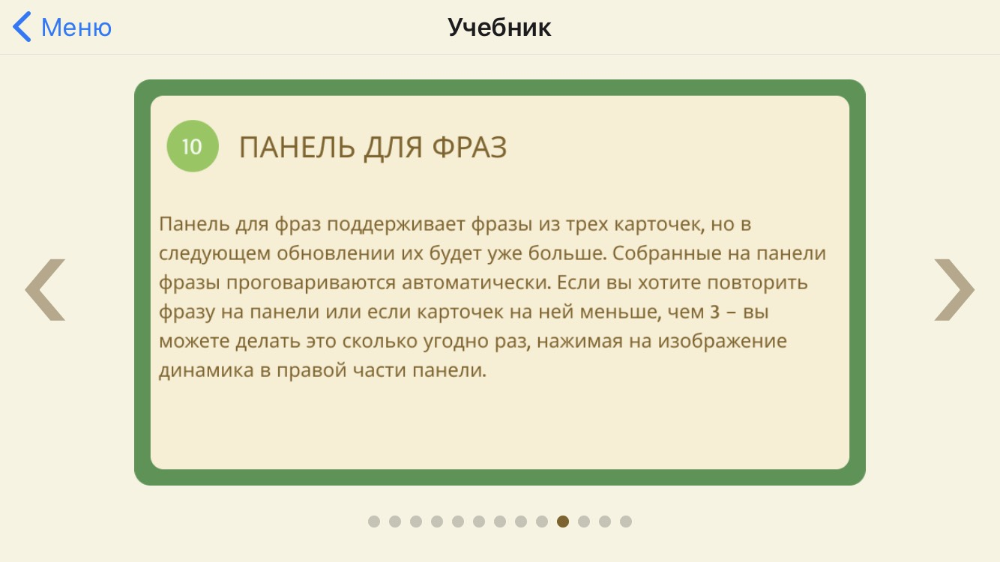 Меню
Учебник
10
ПАНЕЛЬ ДЛЯ ФРАЗ
Панель для фраз поддерживает фразы из трех карточек, но в
следующем обновлении их будет уже больше. Собранные на панели
фразы проговариваются автоматически. Если вы хотите повторить
фразу на панели или если карточек на ней меньше, чем 3 – вы
можете делать это сколько угодно раз, нажимая на изображение
динамика в правой части панели.